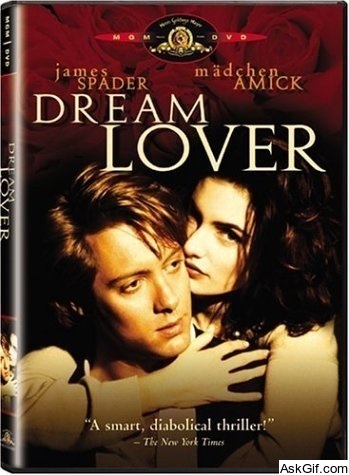 MGM DVD
MGM DVD
james
SPADER
mädchen
AMICK
DREAM
LOVER
DREAM
LOVER
"A smart, diabolical thriller!"
– The New York Times
AskGif.com